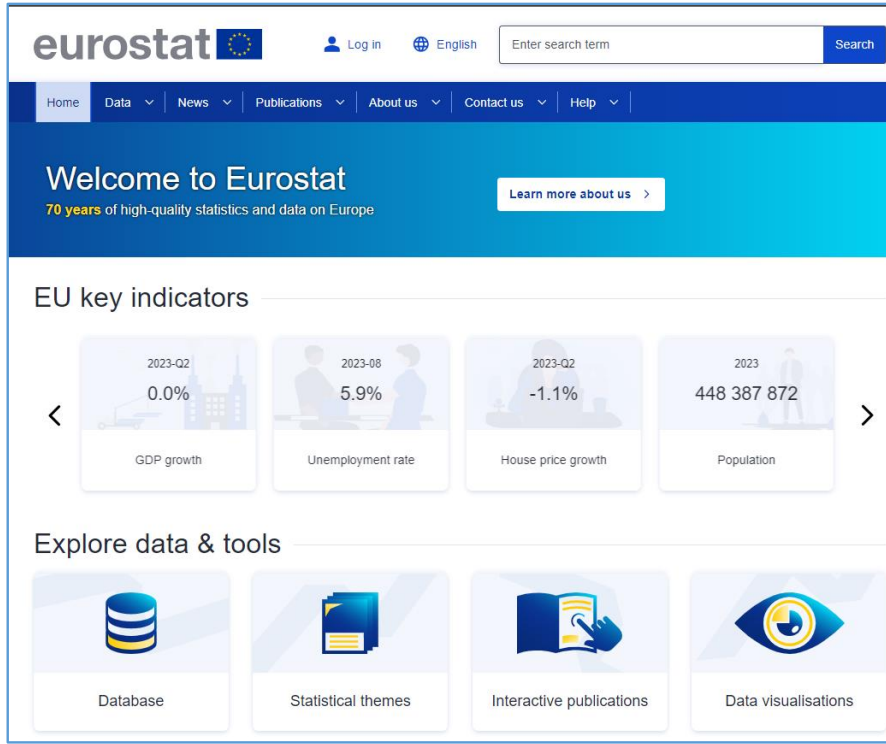 eurostat
Log in
English
Enter search term
Search
Home
Data
News
Publications
About us
Contact us
Help
Welcome to Eurostat
70 years of high-quality statistics and data on Europe
Learn more about us
EU key indicators
2023-Q2
0.0%
GDP growth
2023-08
5.9%
Unemployment rate
2023-Q2
-1.1%
House price growth
2023
448 387 872
Population
Explore data & tools
Database
Statistical themes
Interactive publications
Data visualisations